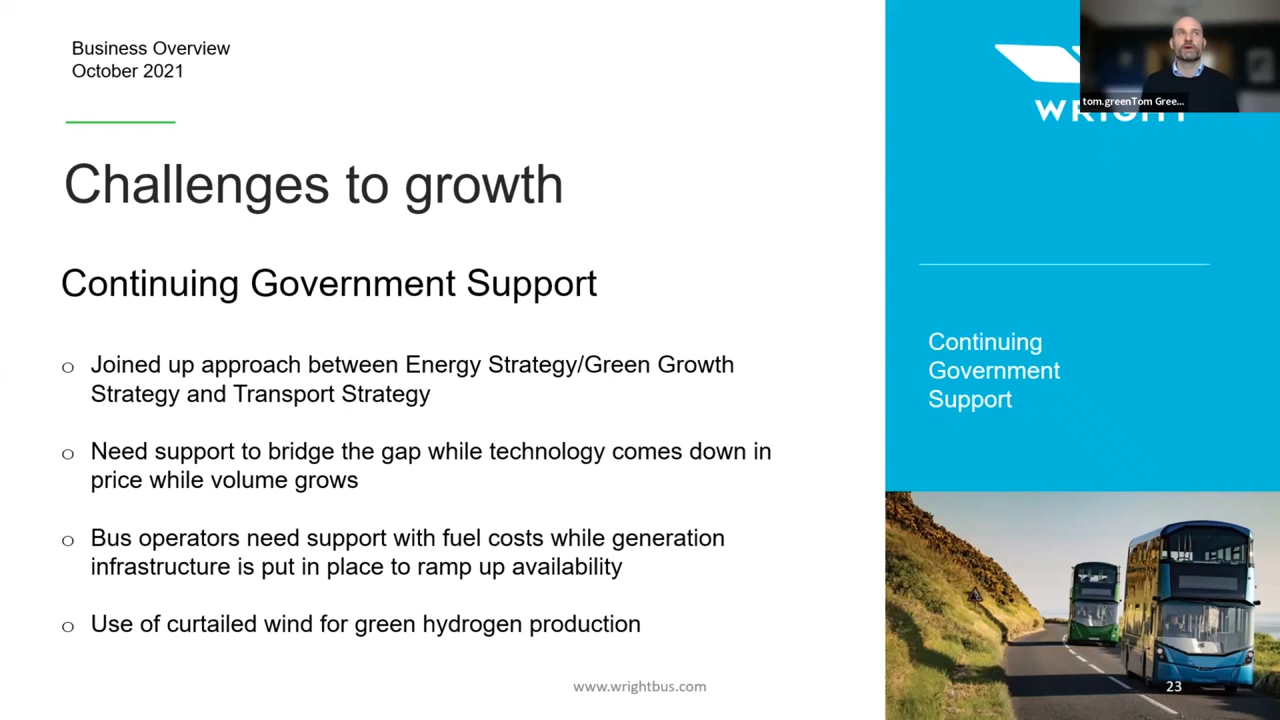 Business Overview
October 2021
Challenges to growth
Continuing Government Support
o Joined up approach between Energy Strategy/Green Growth
Strategy and Transport Strategy
o Need support to bridge the gap while technology comes down in
price while volume grows
o Bus operators need support with fuel costs while generation
infrastructure is put in place to ramp up availability
o Use of curtailed wind for green hydrogen production
www.wrightbus.com
tom.greenTom Gree...
WRIGHT
Continuing
Government
Support
23